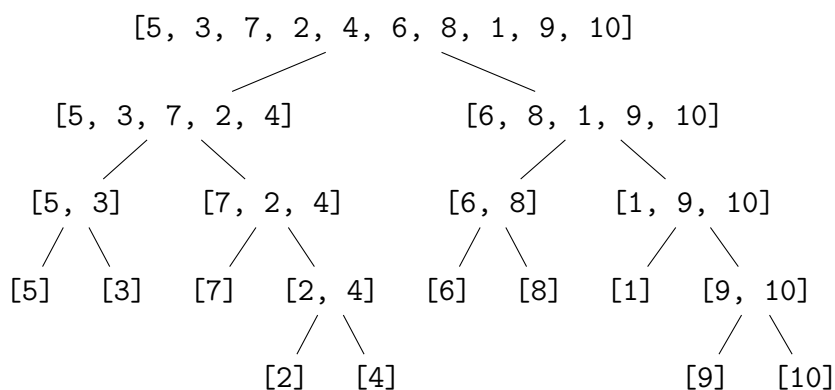 [5, 3, 7, 2, 4, 6, 8, 1, 9, 10]
[5, 3, 7, 2, 4] [6, 8, 1, 9, 10]
[5, 3] [7, 2, 4] [6, 8] [1, 9, 10]
[5] [3] [7] [2, 4] [6] [8] [1] [9, 10]
[2] [4] [9] [10]